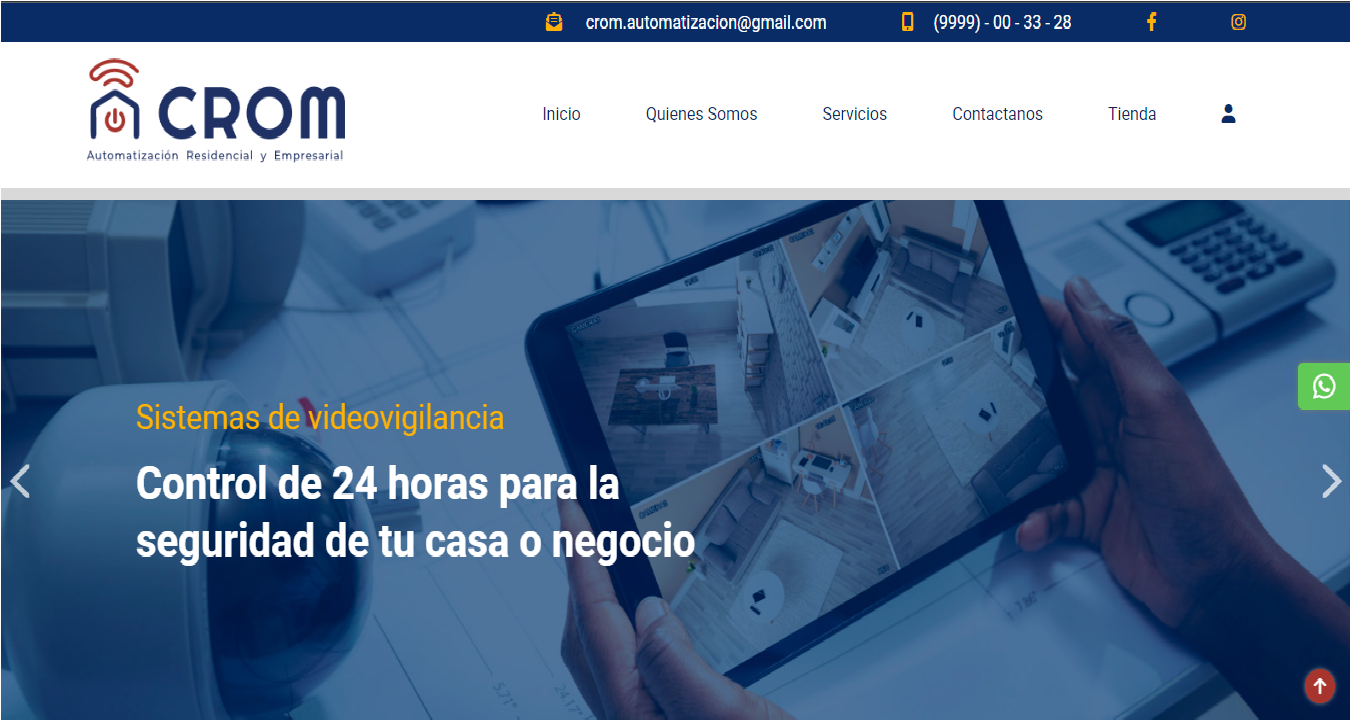 crom.automatizacion@gmail.com
(9999) - 00 - 33 - 28
CROM
Automatización Residencial y Empresarial
Inicio
Quienes Somos
Servicios
Contactanos
Tienda
Sistemas de videovigilancia
Control de 24 horas para la
seguridad de tu casa o negocio